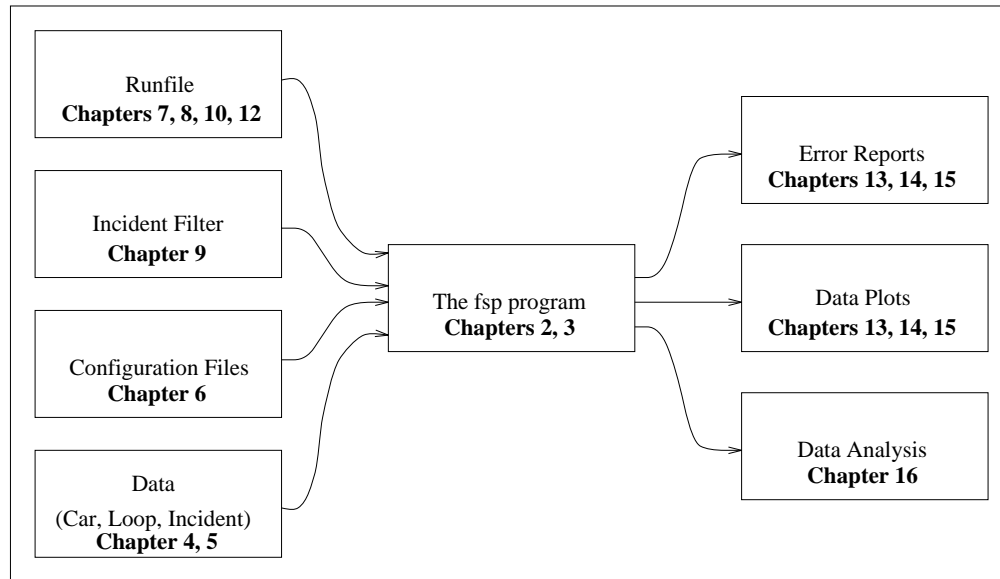 Runfile
Chapters 7, 8, 10, 12
Incident Filter
Chapter 9
Configuration Files
Chapter 6
Data
(Car, Loop, Incident)
Chapter 4, 5
The fsp program
Chapters 2, 3
Error Reports
Chapters 13, 14, 15
Data Plots
Chapters 13, 14, 15
Data Analysis
Chapter 16